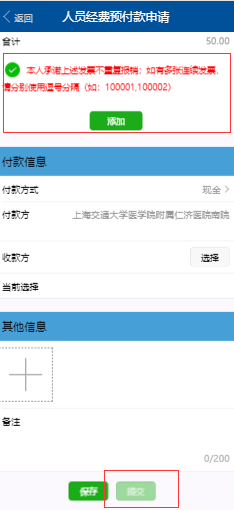 返回 人员经费预付款申请
合计 50.00
本人承诺上述发票不重复报销；如有多张连续发票，
请分别使用逗号分隔（如：100001,100002）
添加
付款信息
付款方式 现金
付款方 上海交通大学医学院附属仁济医院南院
收款方 选择
当前选择
其他信息
备注
0/200
保存 提交